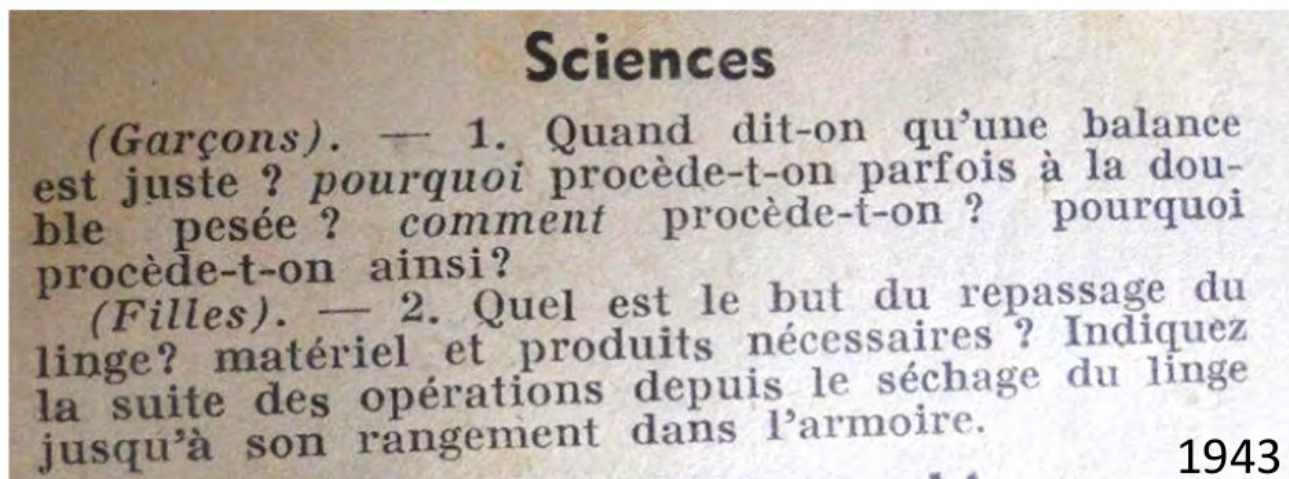 Sciences
(Garçons). — 1. Quand dit-on qu'une balance
est juste ? pourquoi procède-t-on parfois à la dou-
ble pesée ? comment procède-t-on ? pourquoi
procède-t-on ainsi?
(Filles). — 2. Quel est le but du repassage du
linge? matériel et produits nécessaires ? Indiquez
la suite des opérations depuis le séchage du linge
jusqu'à son rangement dans l'armoire.
1943